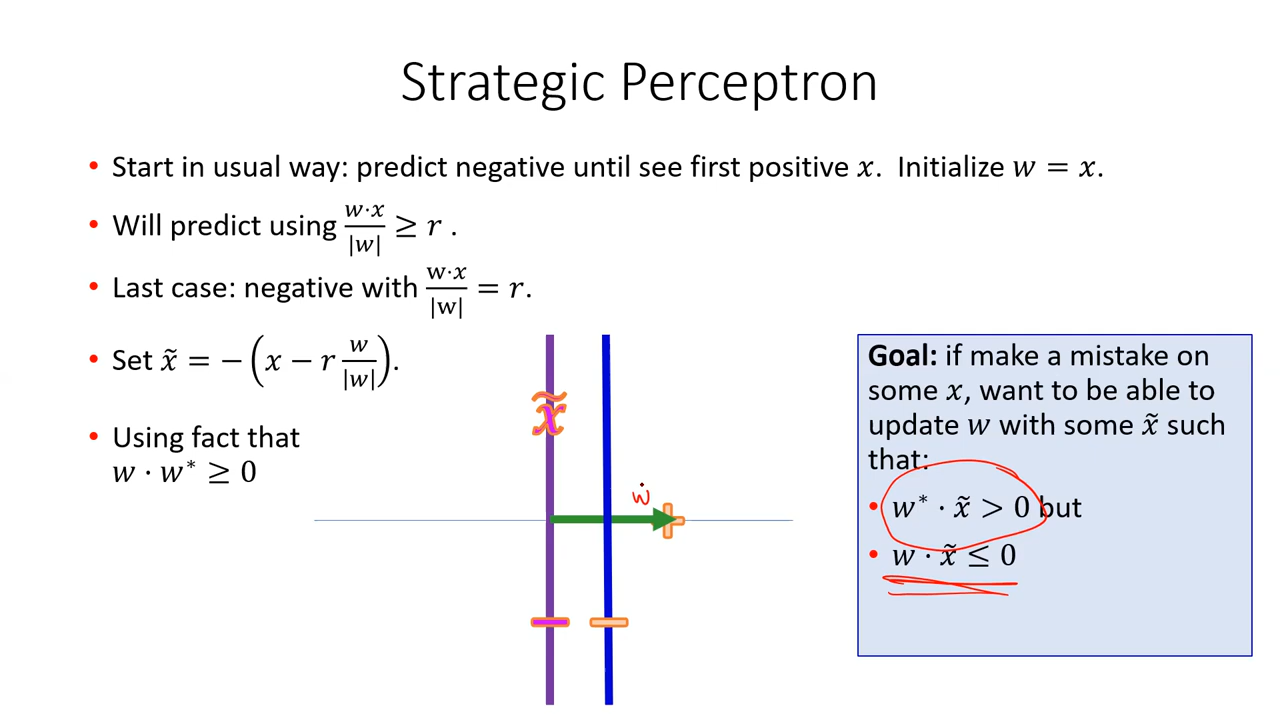 Strategic Perceptron
• Start in usual way: predict negative until see first positive 𝑥. Initialize 𝑤 = 𝑥.
• Will predict using 𝑤·𝑥/|𝑤| ≥ 𝑟 .
• Last case: negative with w·𝑥/|w| = 𝑟.
• Set 𝑥̃ = −(𝑥 − 𝑟 𝑤/|𝑤|).
• Using fact that
𝑤 · 𝑤* ≥ 0
𝑥̃
w
Goal: if make a mistake on
some 𝑥, want to be able to
update 𝑤 with some 𝑥̃ such
that:
• 𝑤* · 𝑥̃ > 0 but
• 𝑤 · 𝑥̃ ≤ 0